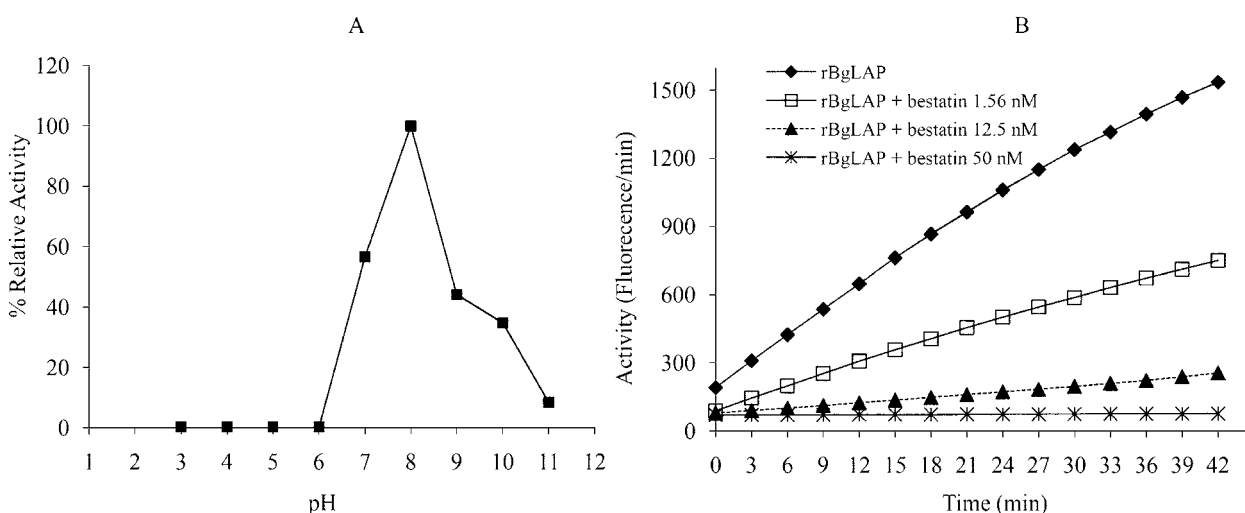 A
% Relative Activity
120
100
80
60
40
20
0
1 2 3 4 5 6 7 8 9 10 11 12
pH
B
rBgLAP
rBgLAP + bestatin 1.56 nM
rBgLAP + bestatin 12.5 nM
rBgLAP + bestatin 50 nM
Activity (Fluorecence/min)
1500
1200
900
600
300
0
0 3 6 9 12 15 18 21 24 27 30 33 36 39 42
Time (min)